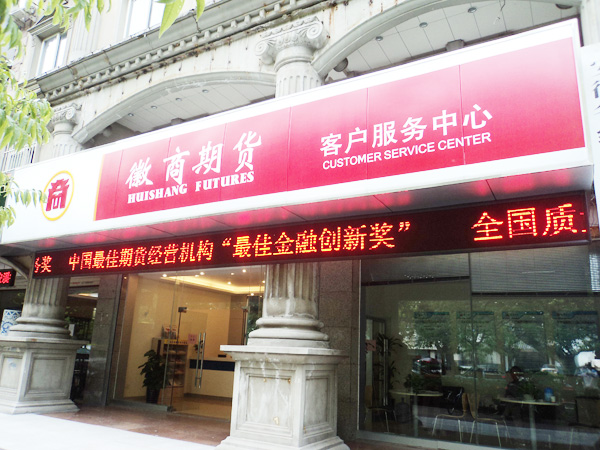 徽商期货
HUISHANG FUTURES
客户服务中心
CUSTOMER SERVICE CENTER
奖 中国最佳期货经营机构“最佳金融创新奖” 全国质